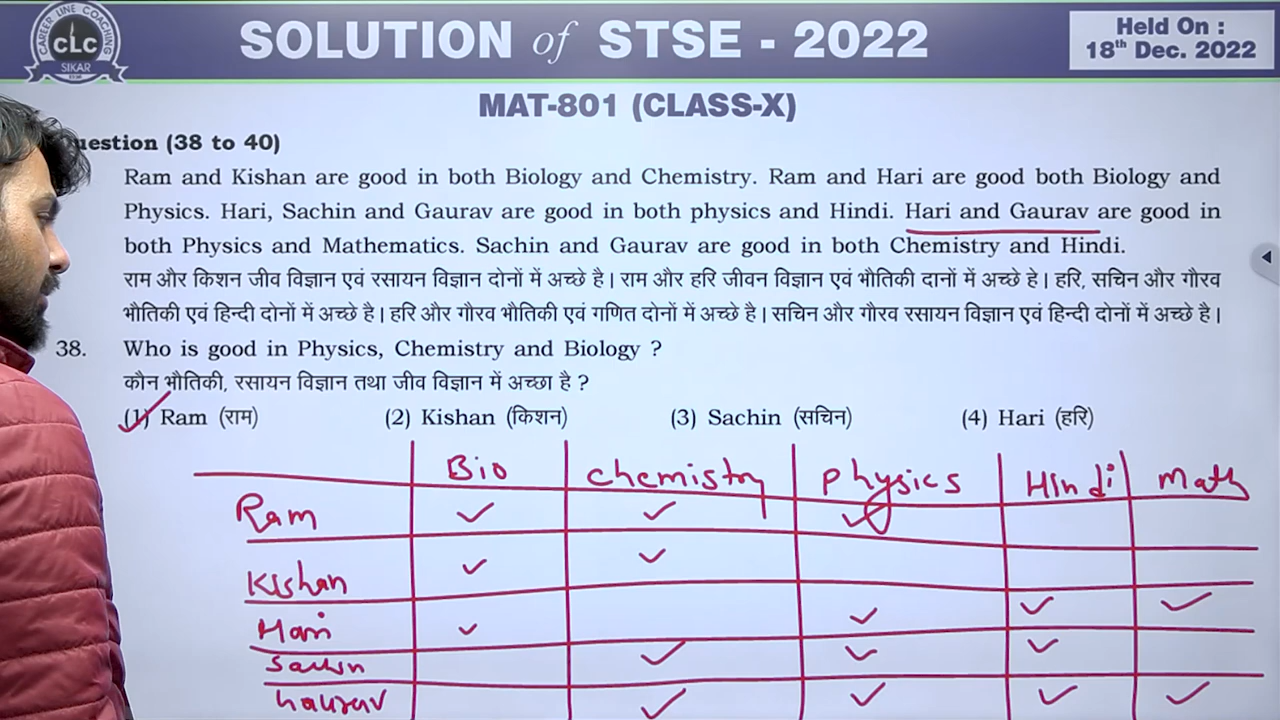 CAREER LINE COACHING
CLC
SIKAR
SOLUTION of STSE - 2022
Held On :
18th Dec. 2022
MAT-801 (CLASS-X)
uestion (38 to 40)
Ram and Kishan are good in both Biology and Chemistry. Ram and Hari are good both Biology and
Physics. Hari, Sachin and Gaurav are good in both physics and Hindi. Hari and Gaurav are good in
both Physics and Mathematics. Sachin and Gaurav are good in both Chemistry and Hindi.
राम और किशन जीव विज्ञान एवं रसायन विज्ञान दोनों में अच्छे है। राम और हरि जीवन विज्ञान एवं भौतिकी दानों में अच्छे हे। हरि, सचिन और गौरव
भौतिकी एवं हिन्दी दोनों में अच्छे है। हरि और गौरव भौतिकी एवं गणित दोनों में अच्छे है। सचिन और गौरव रसायन विज्ञान एवं हिन्दी दोनों में अच्छे है।
38. Who is good in Physics, Chemistry and Biology ?
कौन भौतिकी, रसायन विज्ञान तथा जीव विज्ञान में अच्छा है ?
(1) Ram (राम) (2) Kishan (किशन) (3) Sachin (सचिन) (4) Hari (हरि)
Bio chemistry physics Hindi Math
Ram ✓ ✓ ✓
Kishan ✓ ✓
Hari ✓ ✓ ✓ ✓
Sachin ✓ ✓ ✓
Gaurav ✓ ✓ ✓ ✓